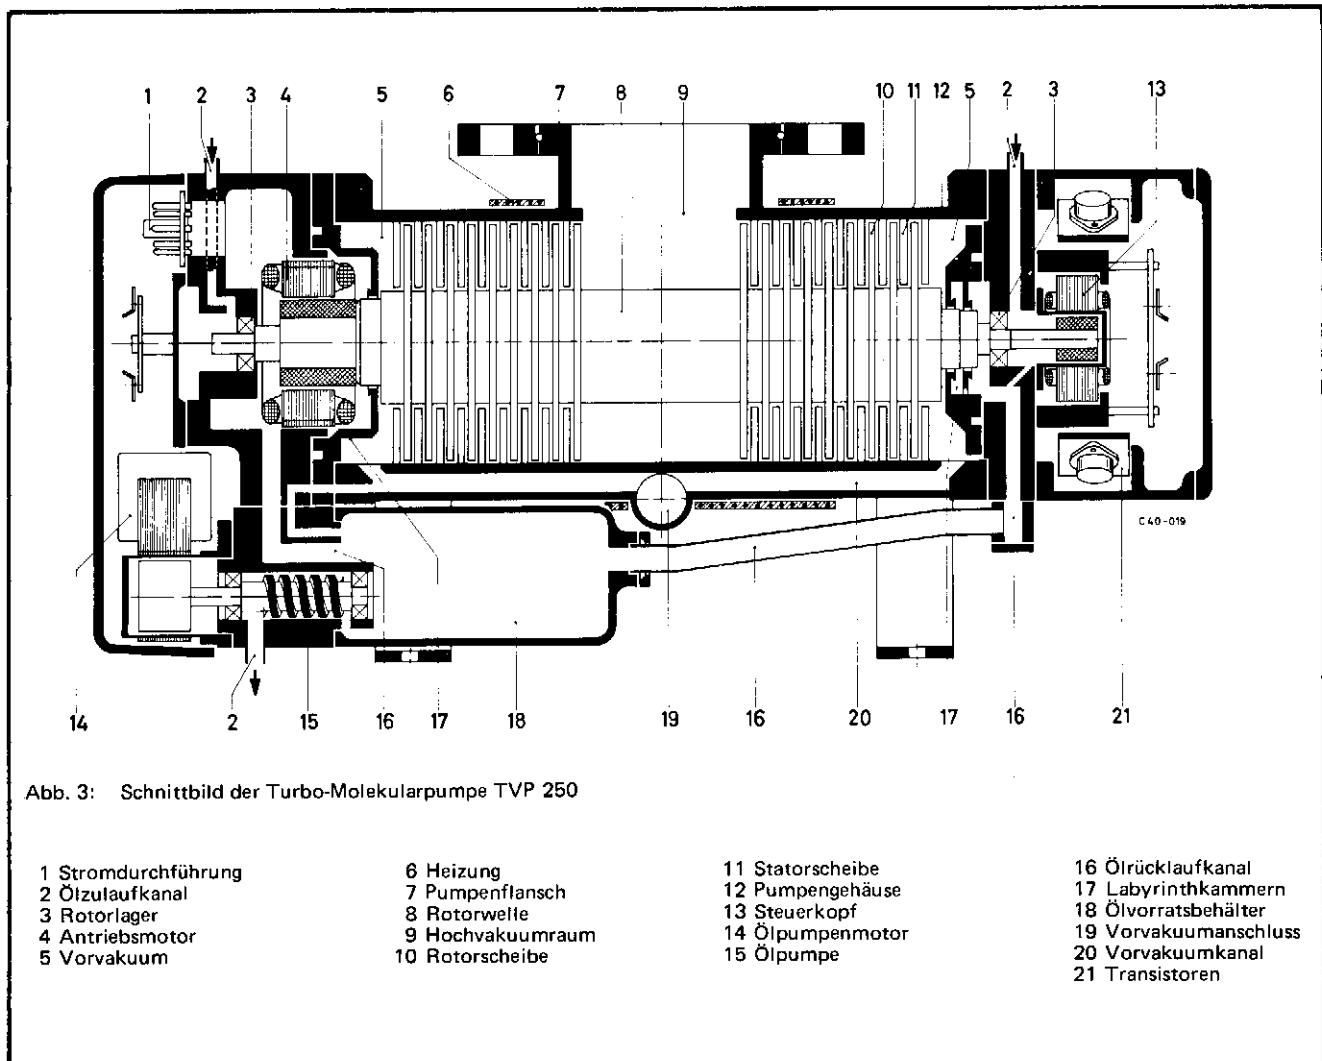 1 2 3 4 5 6 7 8 9 10 11 12 5 2 3 13
C40-019
14 2 15 16 17 18 19 16 20 17 16 21
Abb. 3: Schnittbild der Turbo-Molekularpumpe TVP 250
1 Stromdurchführung
2 Ölzulaufkanal
3 Rotorlager
4 Antriebsmotor
5 Vorvakuum
6 Heizung
7 Pumpenflansch
8 Rotorwelle
9 Hochvakuumraum
10 Rotorscheibe
11 Statorscheibe
12 Pumpengehäuse
13 Steuerkopf
14 Ölpumpenmotor
15 Ölpumpe
16 Ölrücklaufkanal
17 Labyrinthkammern
18 Ölvorratsbehälter
19 Vorvakuumanschluss
20 Vorvakuumkanal
21 Transistoren